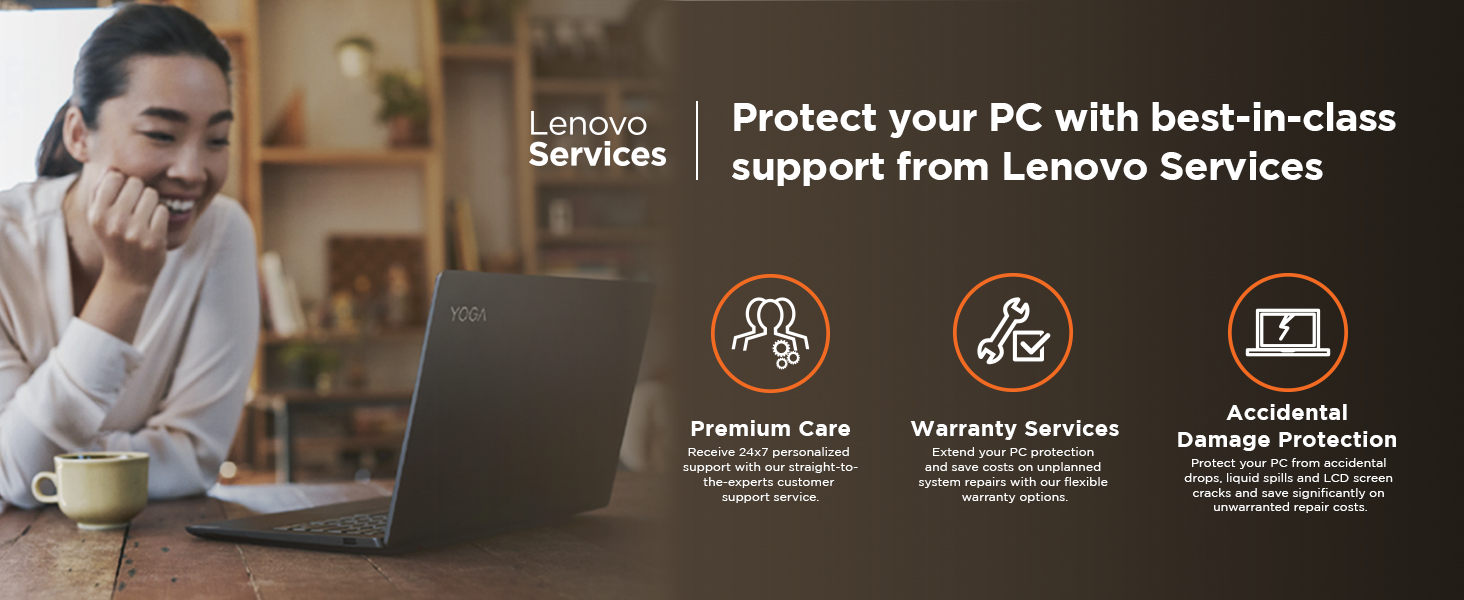 Lenovo
Services
Protect your PC with best-in-class
support from Lenovo Services
YOGA
Premium Care
Receive 24x7 personalized
support with our straight-to-
the-experts customer
support service.
Warranty Services
Extend your PC protection
and save costs on unplanned
system repairs with our flexible
warranty options.
Accidental
Damage Protection
Protect your PC from accidental
drops, liquid spills and LCD screen
cracks and save significantly on
unwarranted repair costs.